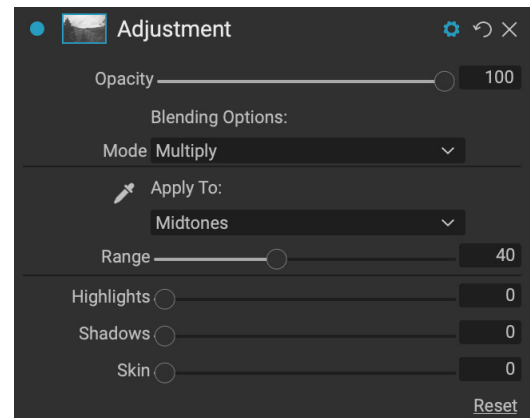 Adjustment
Opacity 100
Blending Options:
Mode Multiply
Apply To:
Midtones
Range 40
Highlights 0
Shadows 0
Skin 0
Reset